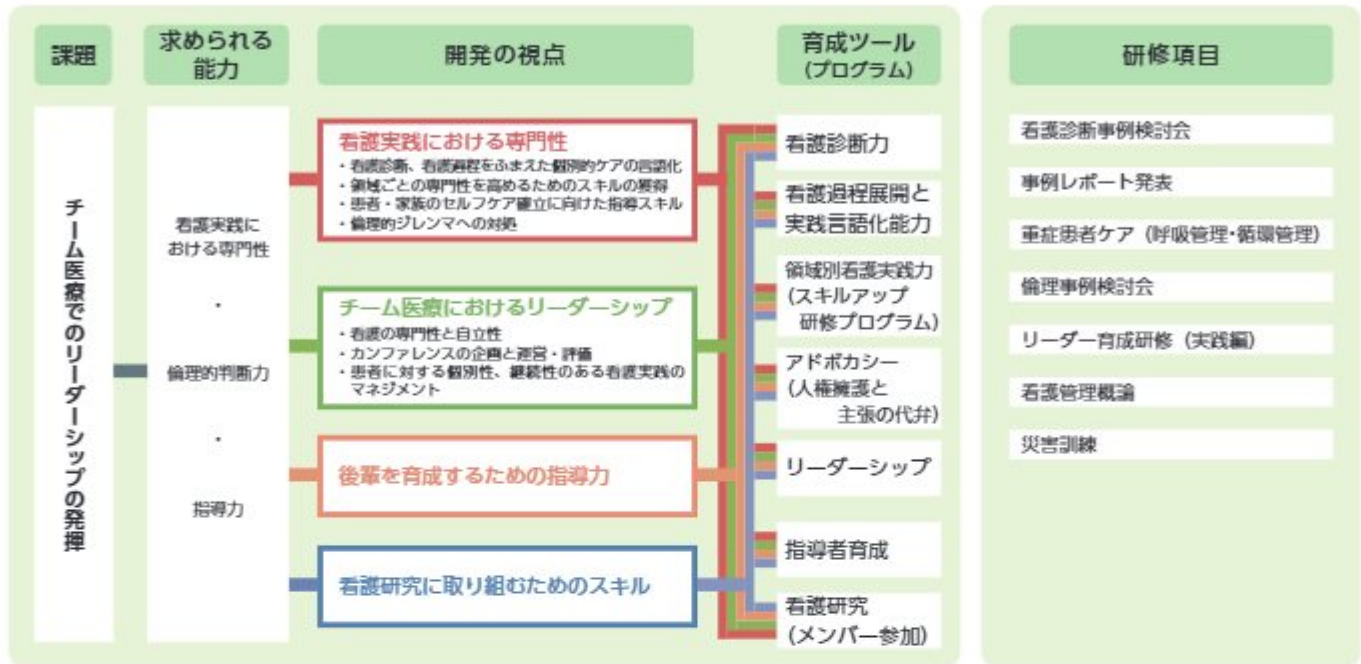 課題
求められる
能力
開発の視点
育成ツール
(プログラム)
研修項目
チーム医療でのリーダーシップの発揮
看護実践に
おける専門性
・
倫理的判断力
・
指導力
看護実践における専門性
・看護診断、看護過程をふまえた個別的ケアの言語化
・領域ごとの専門性を高めるためのスキルの獲得
・患者・家族のセルフケア確立に向けた指導スキル
・倫理的ジレンマへの対処
チーム医療におけるリーダーシップ
・看護の専門性と自立性
・カンファレンスの企画と運営・評価
・患者に対する個別性、継続性のある看護実践の
マネジメント
後輩を育成するための指導力
看護研究に取り組むためのスキル
看護診断力
看護過程展開と
実践言語化能力
領域別看護実践力
(スキルアップ
研修プログラム)
アドボカシー
(人権擁護と
主張の代弁)
リーダーシップ
指導者育成
看護研究
(メンバー参加)
看護診断事例検討会
事例レポート発表
重症患者ケア（呼吸管理・循環管理）
倫理事例検討会
リーダー育成研修（実践編）
看護管理概論
災害訓練